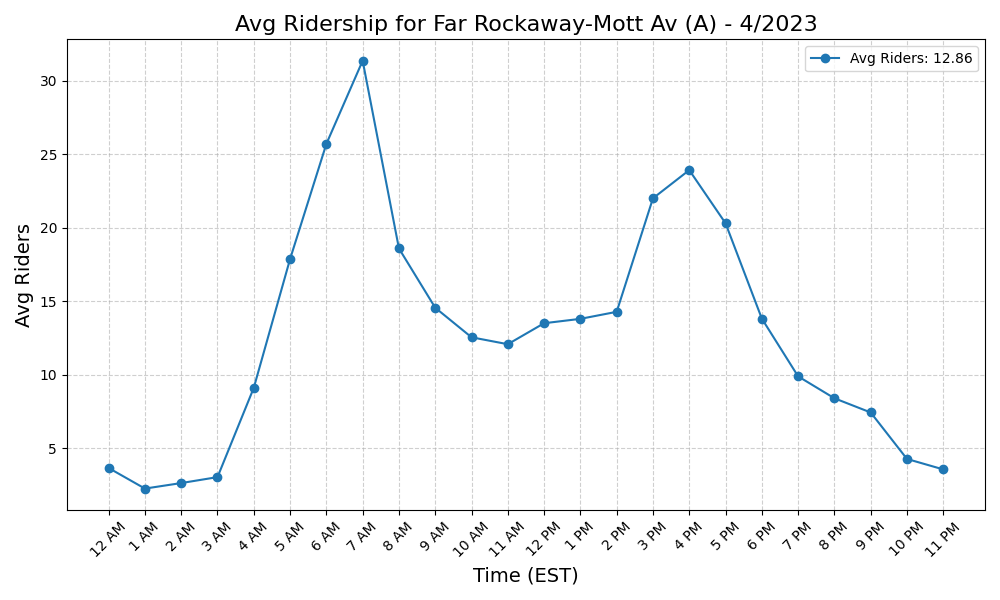 Avg Ridership for Far Rockaway-Mott Av (A) - 4/2023
Avg Riders: 12.86
Avg Riders
30
25
20
15
10
5
12 AM
1 AM
2 AM
3 AM
4 AM
5 AM
6 AM
7 AM
8 AM
9 AM
10 AM
11 AM
12 PM
1 PM
2 PM
3 PM
4 PM
5 PM
6 PM
7 PM
8 PM
9 PM
10 PM
11 PM
Time (EST)